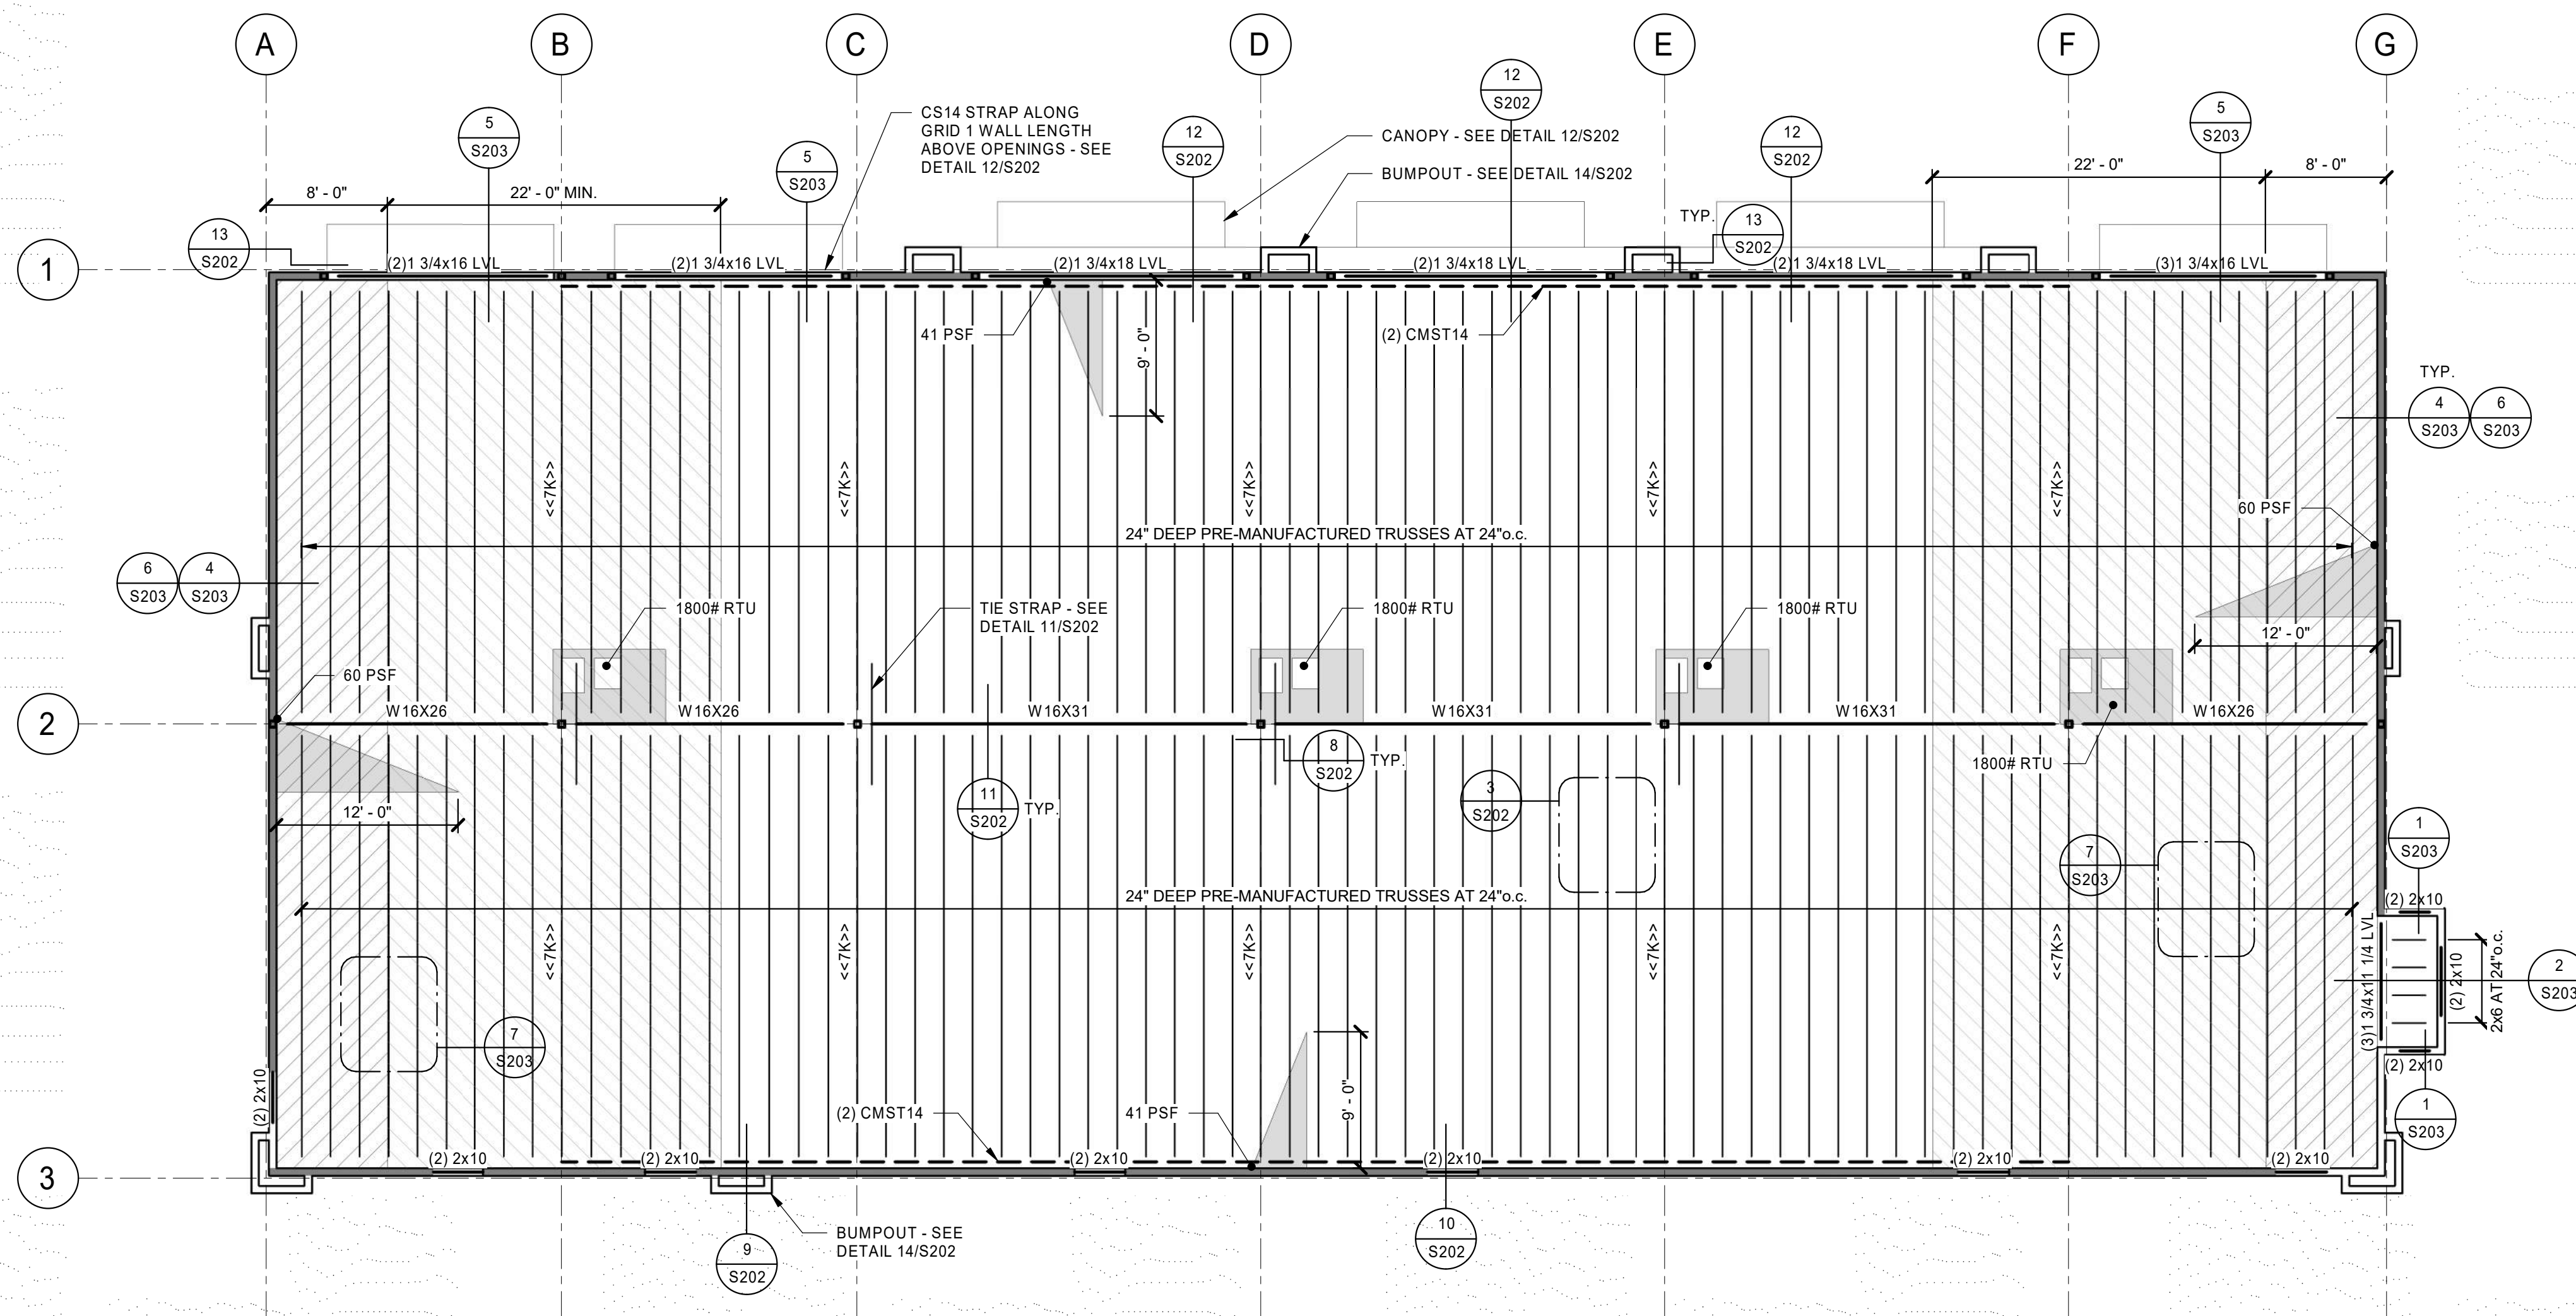 A
B
C
D
E
F
G
12
S202
5
S203
5
S203
12
S202
12
S202
5
S203
CS14 STRAP ALONG
GRID 1 WALL LENGTH
ABOVE OPENINGS - SEE
DETAIL 12/S202
CANOPY - SEE DETAIL 12/S202
BUMPOUT - SEE DETAIL 14/S202
8' - 0"
22' - 0" MIN.
22' - 0"
8' - 0"
13
S202
TYP.
13
S202
1
(2)1 3/4x16 LVL
(2)1 3/4x16 LVL
(2)1 3/4x18 LVL
(2)1 3/4x18 LVL
(2)1 3/4x18 LVL
(3)1 3/4x16 LVL
41 PSF
9' - 0"
(2) CMST14
TYP.
4
S203
6
S203
<<7K>>
<<7K>>
<<7K>>
<<7K>>
<<7K>>
60 PSF
24" DEEP PRE-MANUFACTURED TRUSSES AT 24"o.c.
6
S203
4
S203
1800# RTU
TIE STRAP - SEE
DETAIL 11/S202
1800# RTU
1800# RTU
12' - 0"
60 PSF
2
W16X26
W16X26
W16X31
W16X31
W16X31
W16X26
8
S202
TYP.
1800# RTU
12' - 0"
11
S202
TYP.
3
S202
7
S203
1
S203
24" DEEP PRE-MANUFACTURED TRUSSES AT 24"o.c.
<<7K>>
<<7K>>
<<7K>>
<<7K>>
<<7K>>
(2) 2x10
(3)1 3/4x11 1/4 LVL
(2) 2x10
2x6 AT 24"o.c.
2
S203
7
S203
(2) 2x10
(2) 2x10
1
S203
(2) CMST14
41 PSF
9' - 0"
3
(2) 2x10
(2) 2x10
(2) 2x10
(2) 2x10
(2) 2x10
(2) 2x10
BUMPOUT - SEE
DETAIL 14/S202
9
S202
10
S202